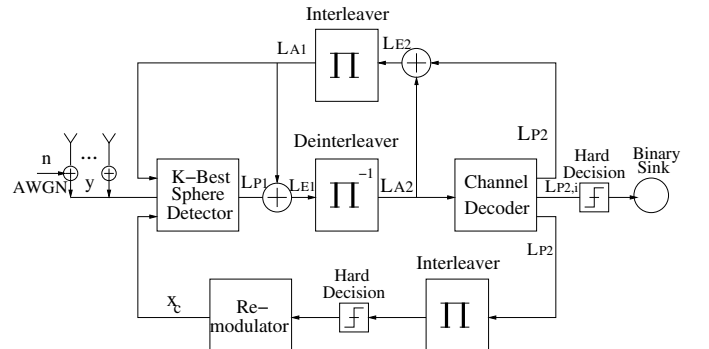 Interleaver
LA1
∏
LE2
LP2
Deinterleaver
n
...
AWGN
y
K-Best
Sphere
Detector
LP1
LE1
∏⁻¹
LA2
Channel
Decoder
Hard
Decision
LP2,i
Binary
Sink
LP2
xc
Re-
modulator
Hard
Decision
Interleaver
∏